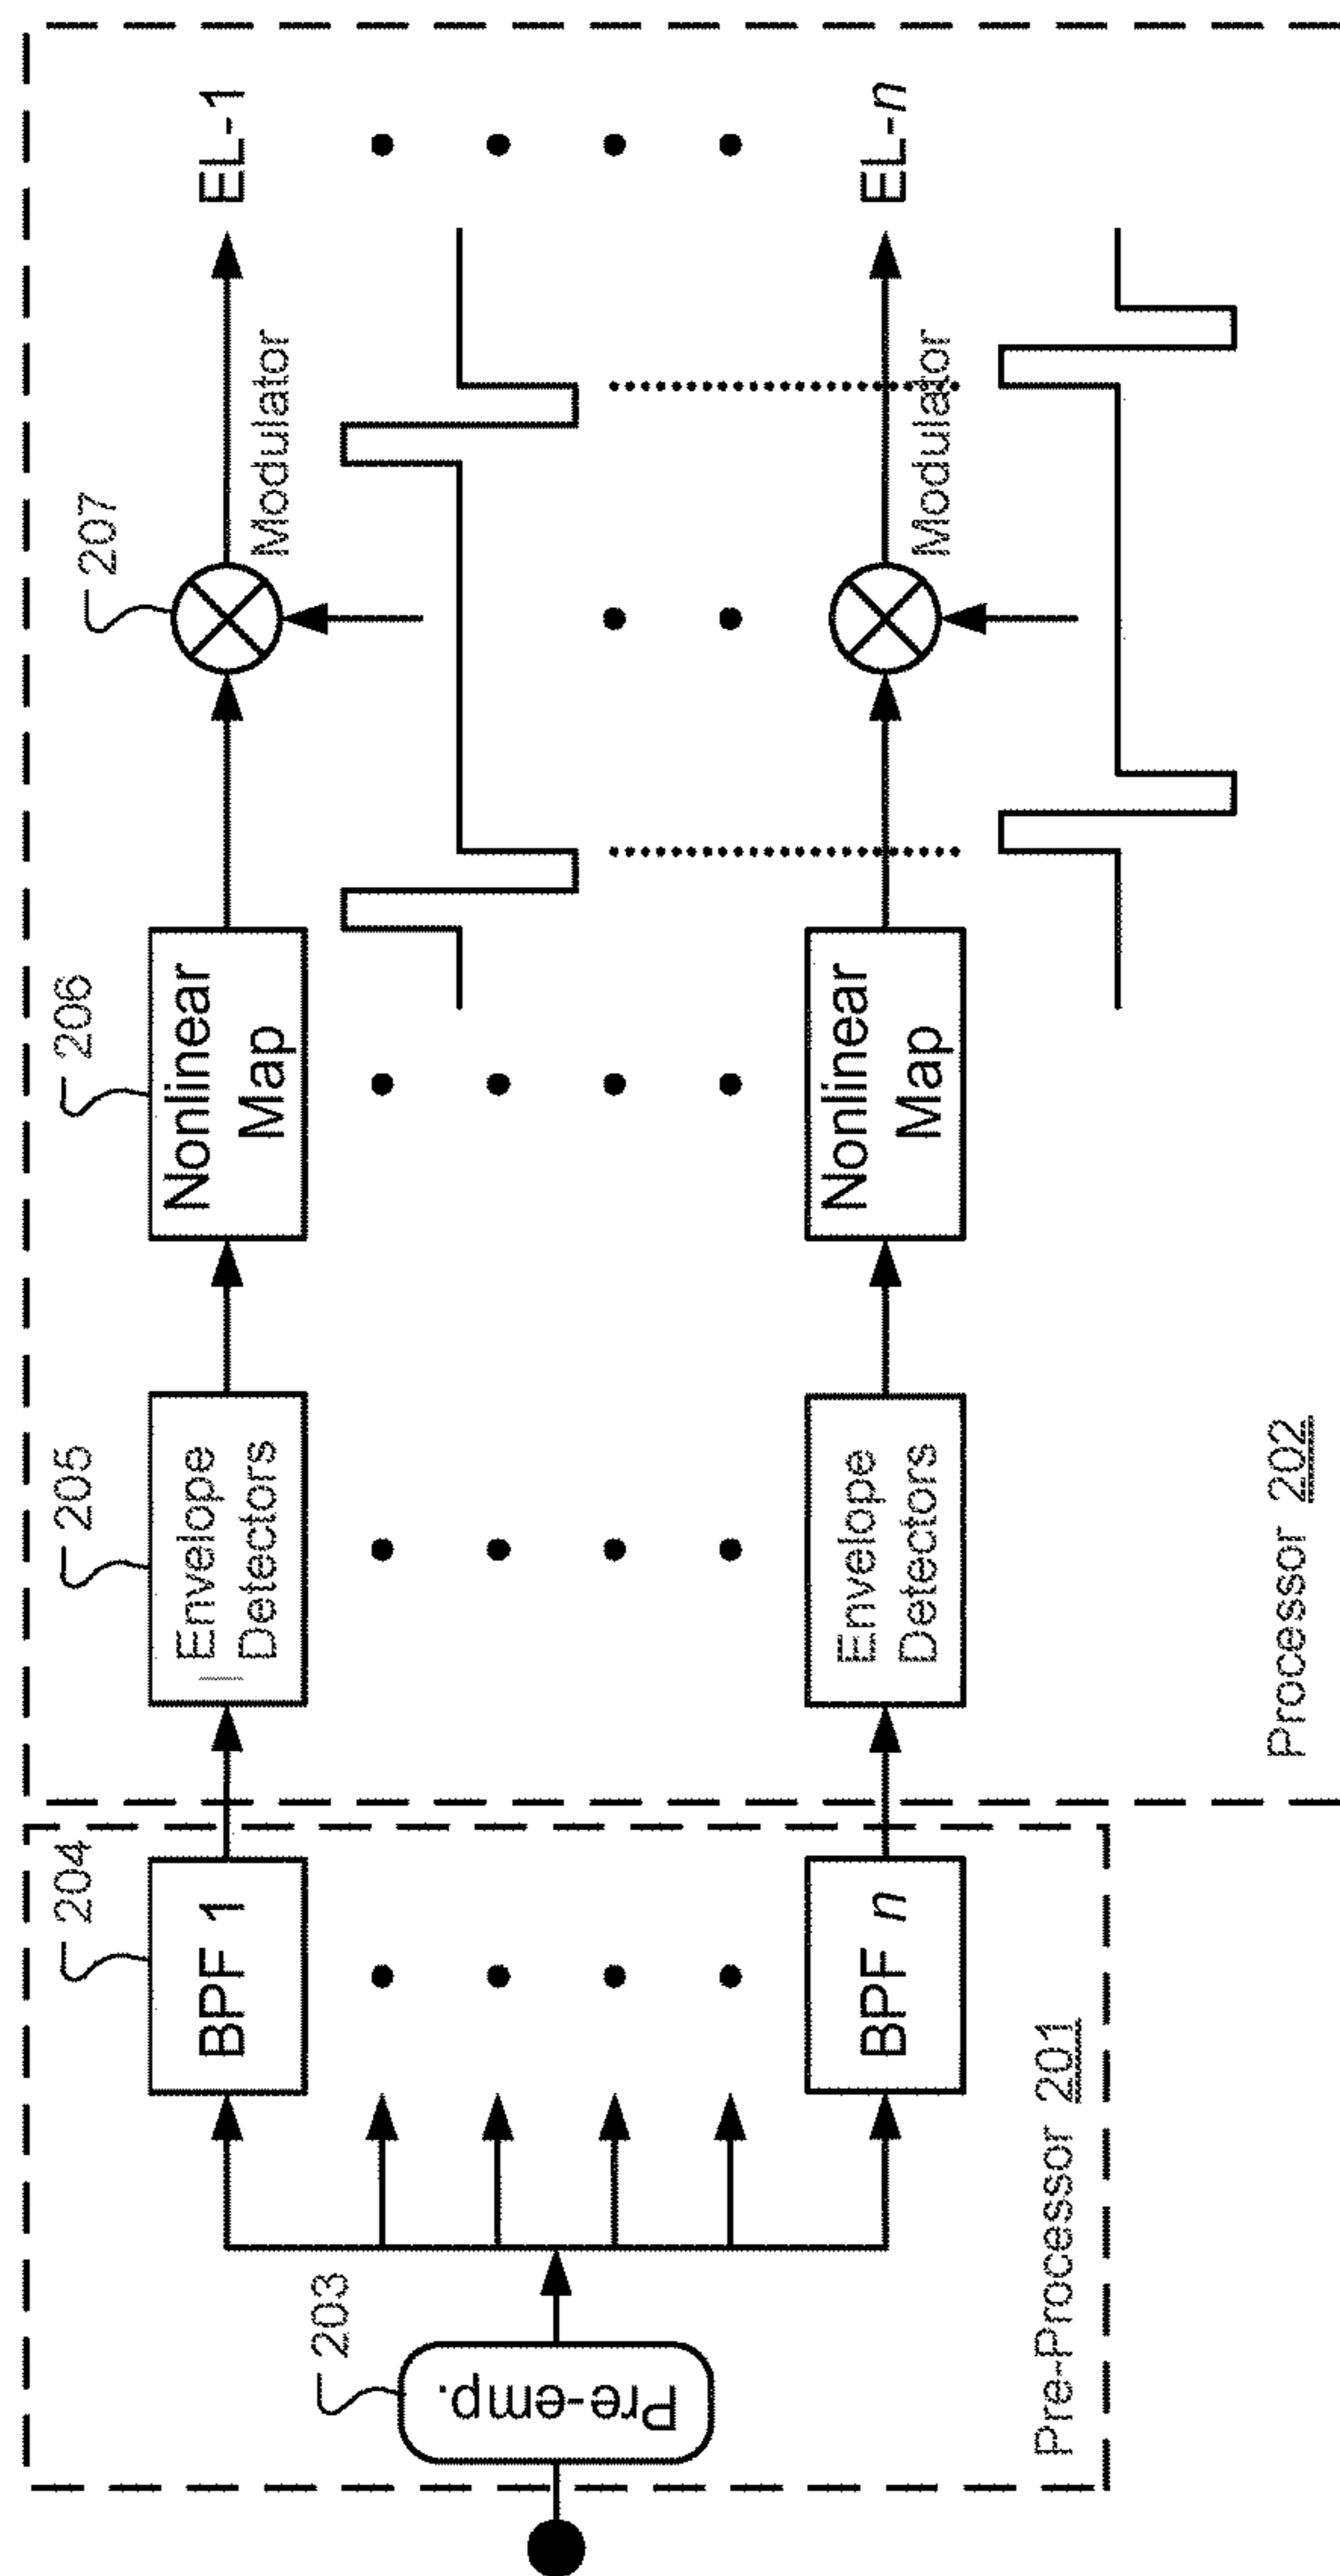 203
Pre-emp.
Pre-Processor 201
204
BPF 1
BPF n
205
Envelope
Detectors
Envelope
Detectors
206
Nonlinear
Map
Nonlinear
Map
207
Modulator
Modulator
EL-1
EL-n
Processor 202